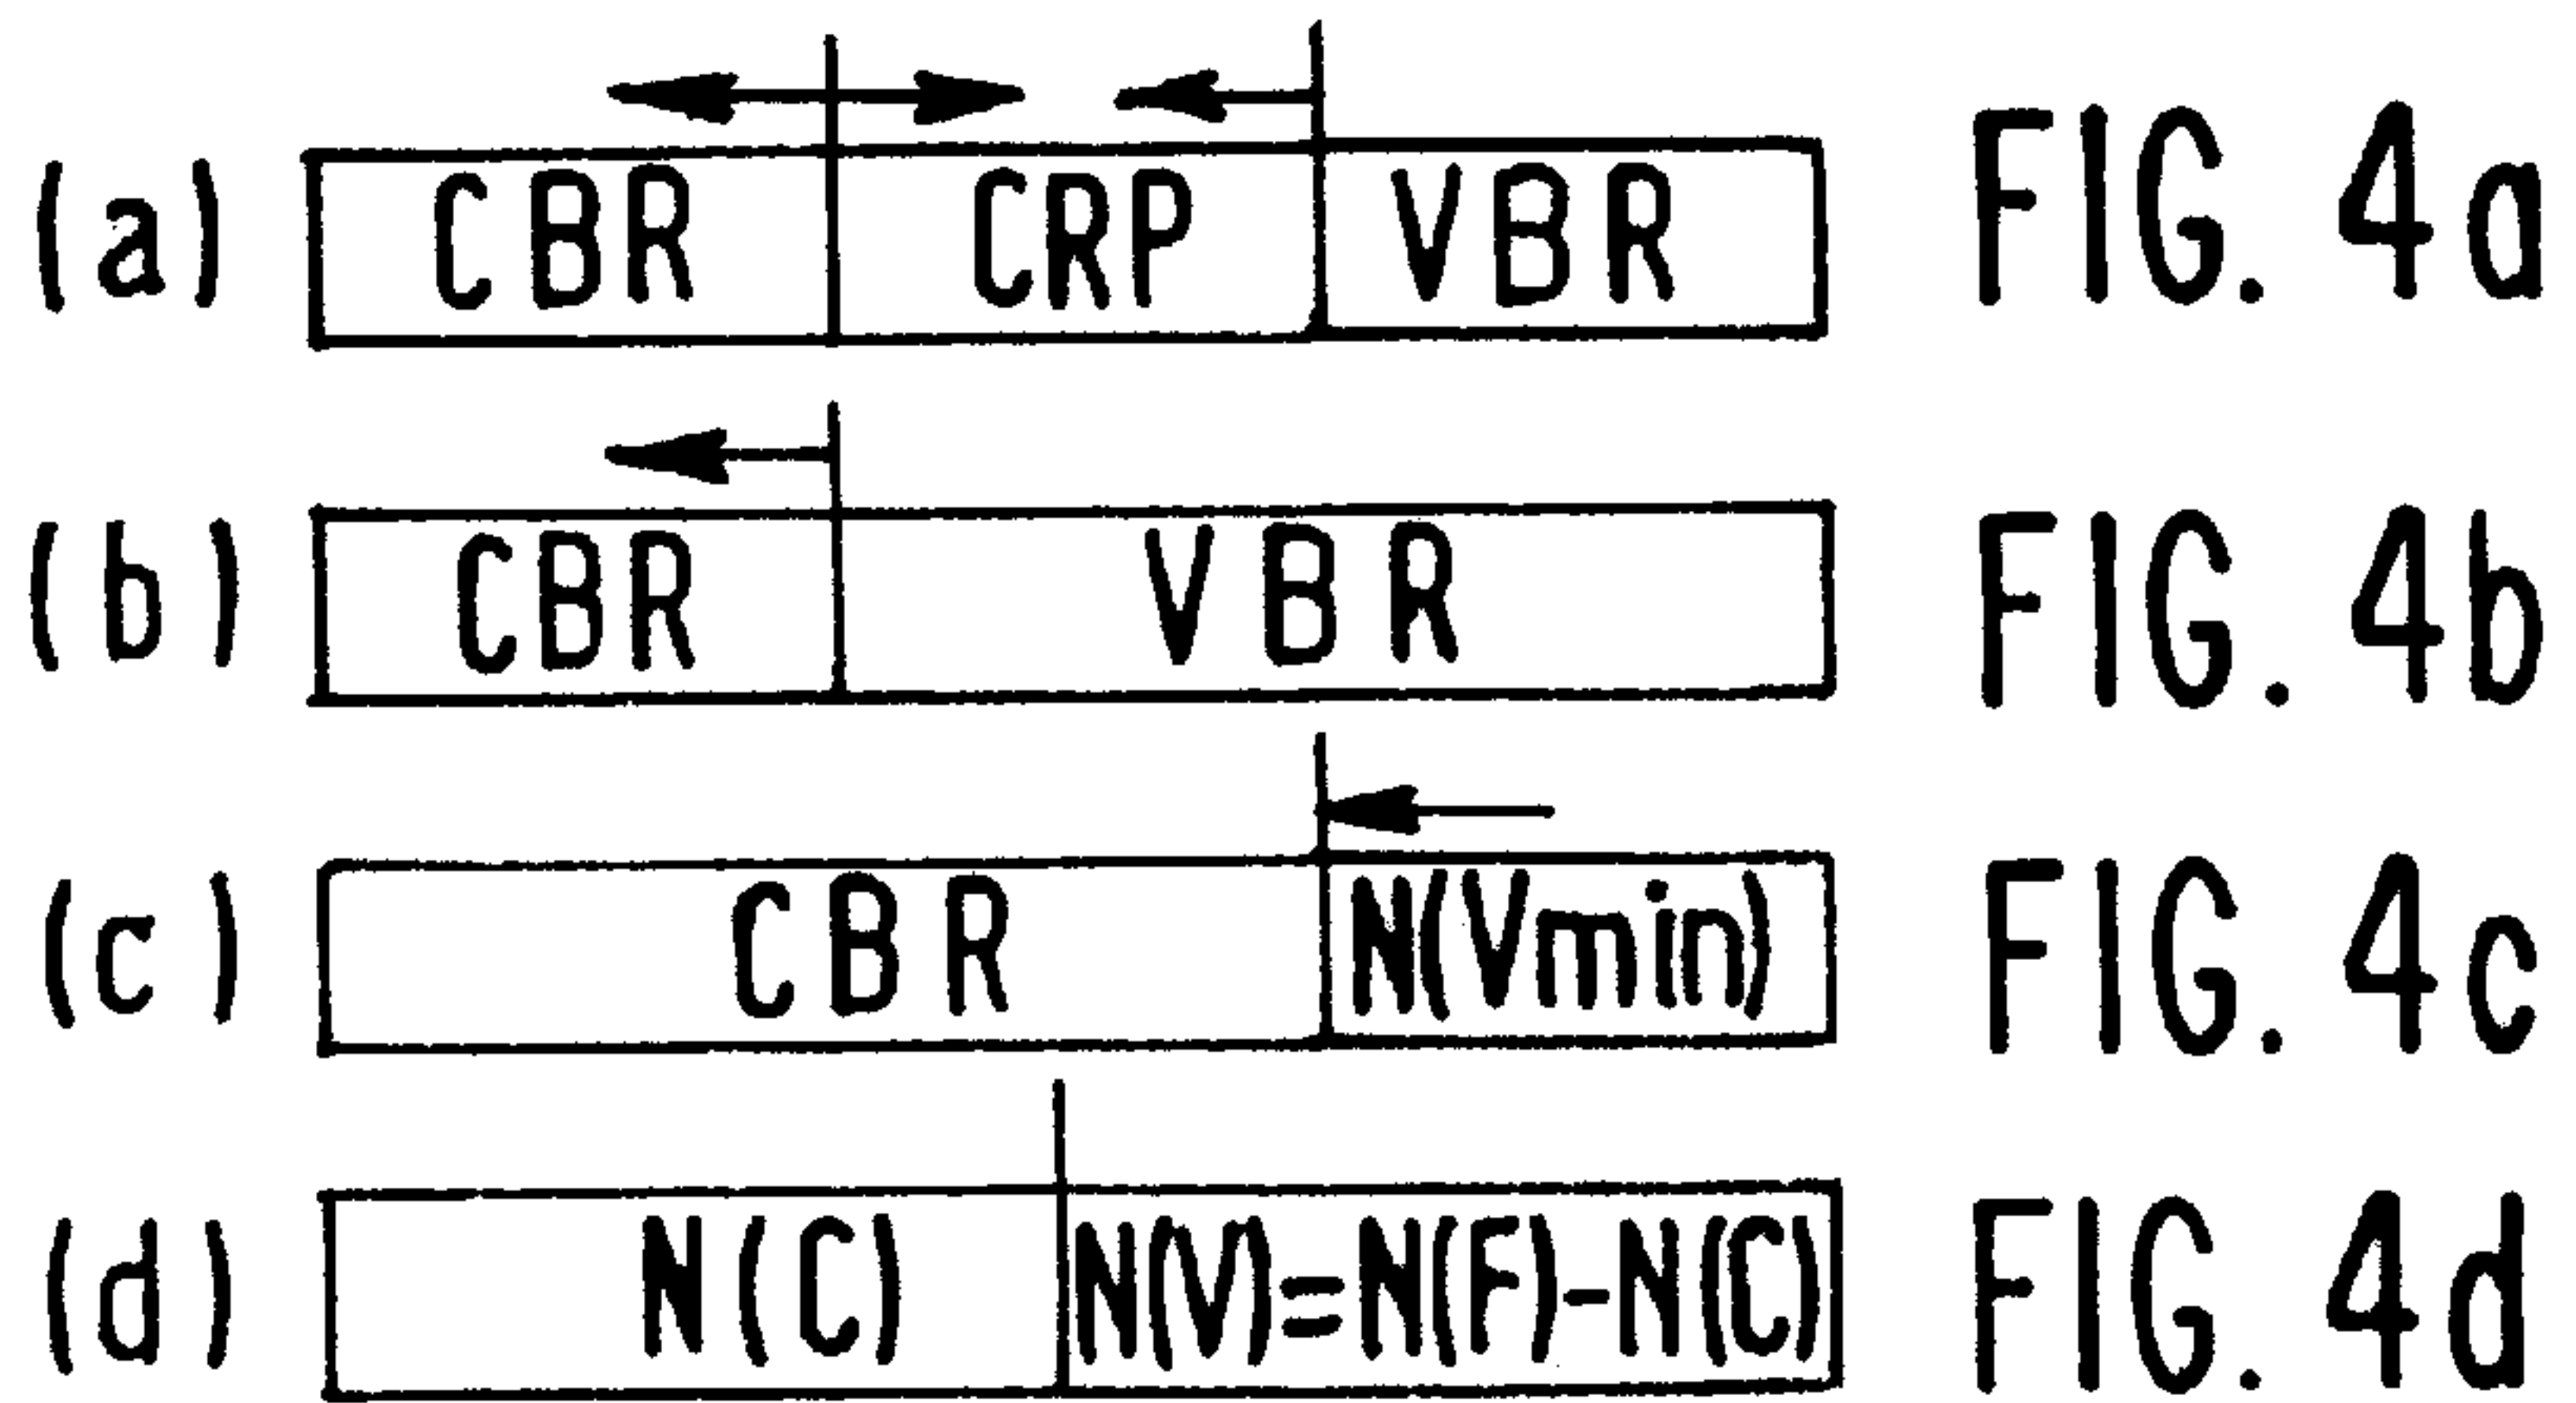 (a) CBR CRP VBR FIG. 4a
(b) CBR VBR FIG. 4b
(c) CBR N(Vmin) FIG. 4c
(d) N(C) N(V)=N(F)-N(C) FIG. 4d